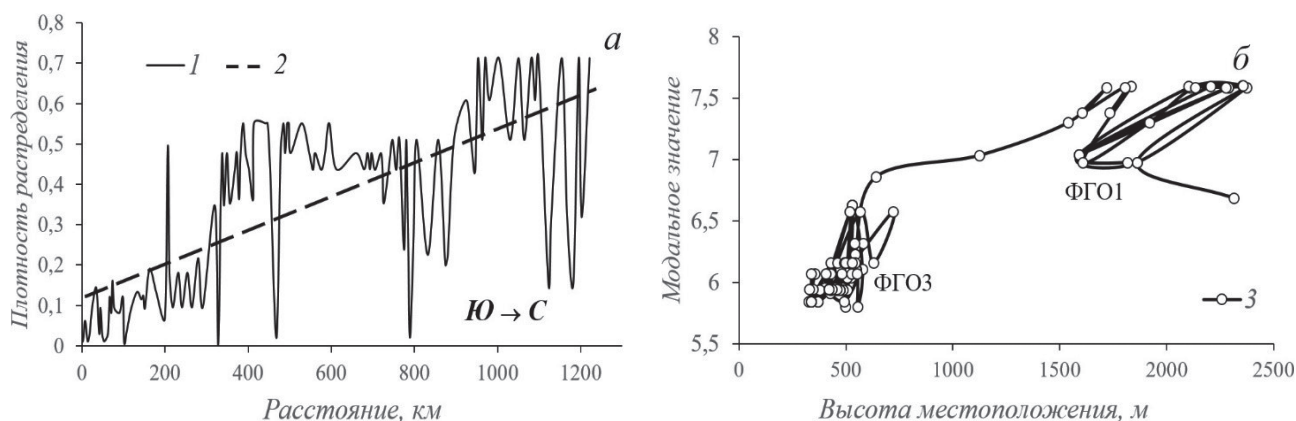 Плотность распределения
0,8
0,7
0,6
0,5
0,4
0,3
0,2
0,1
0
1
2
а
Ю → С
0 200 400 600 800 1000 1200
Расстояние, км
Модальное значение
8
7,5
7
6,5
6
5,5
б
ФГО1
ФГО3
3
0 500 1000 1500 2000 2500
Высота местоположения, м